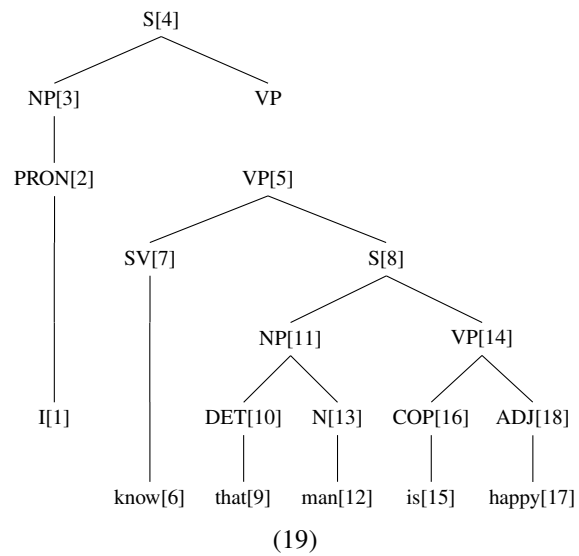 S[4]
NP[3] VP
PRON[2] VP[5]
SV[7] S[8]
NP[11] VP[14]
I[1] DET[10] N[13] COP[16] ADJ[18]
know[6] that[9] man[12] is[15] happy[17]
(19)